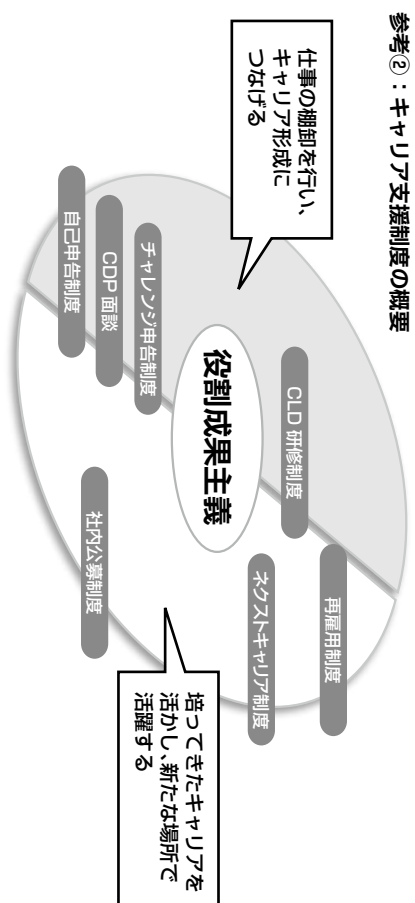 参考②：キャリア支援制度の概要
仕事の棚卸を行い、
キャリア形成に
つなげる
CLD 研修制度
再雇用制度
役割成果主義
ネクストキャリア制度
チャレンジ申告制度
CDP 面談
自己申告制度
社内公募制度
培ってきたキャリアを
活かし、新たな場所で
活躍する